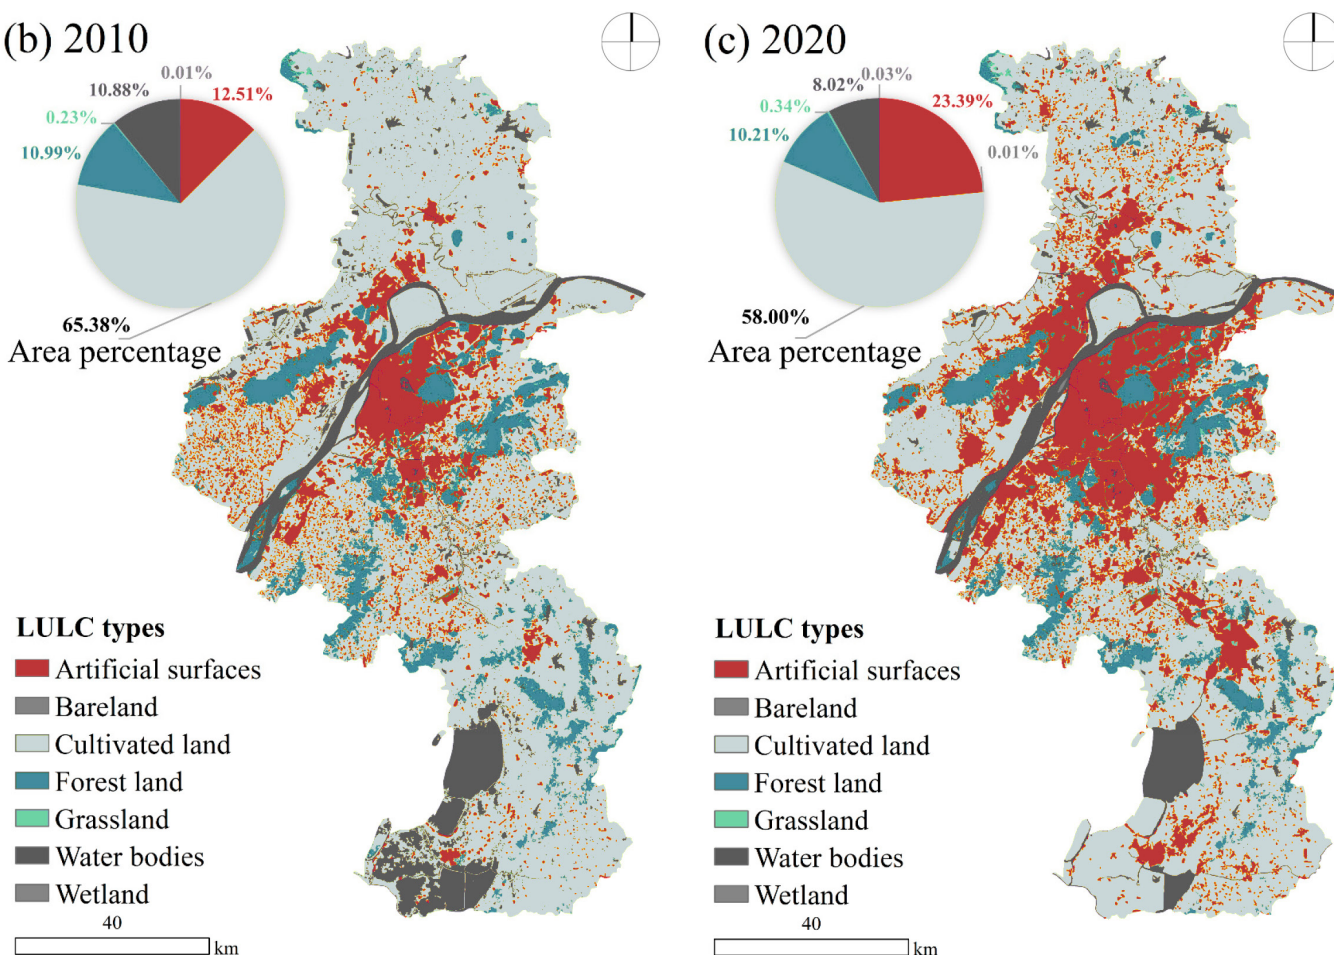 (b) 2010
0.01%
10.88%
12.51%
0.23%
10.99%
65.38%
Area percentage
LULC types
Artificial surfaces
Bareland
Cultivated land
Forest land
Grassland
Water bodies
Wetland
40
km
(c) 2020
0.03%
8.02%
23.39%
0.34%
10.21%
0.01%
58.00%
Area percentage
LULC types
Artificial surfaces
Bareland
Cultivated land
Forest land
Grassland
Water bodies
Wetland
40
km